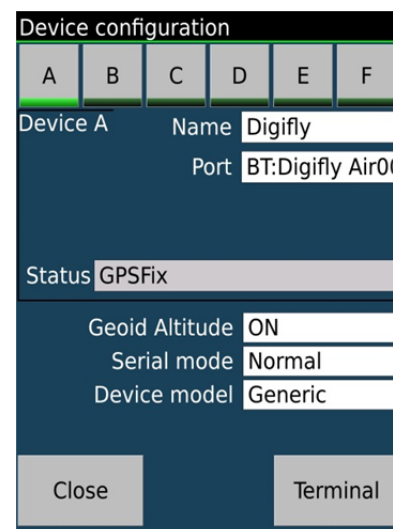 Device configuration
A B C D E F
Device A
Name Digifly
Port BT:Digifly Air00
Status GPSFix
Geoid Altitude ON
Serial mode Normal
Device model Generic
Close Terminal